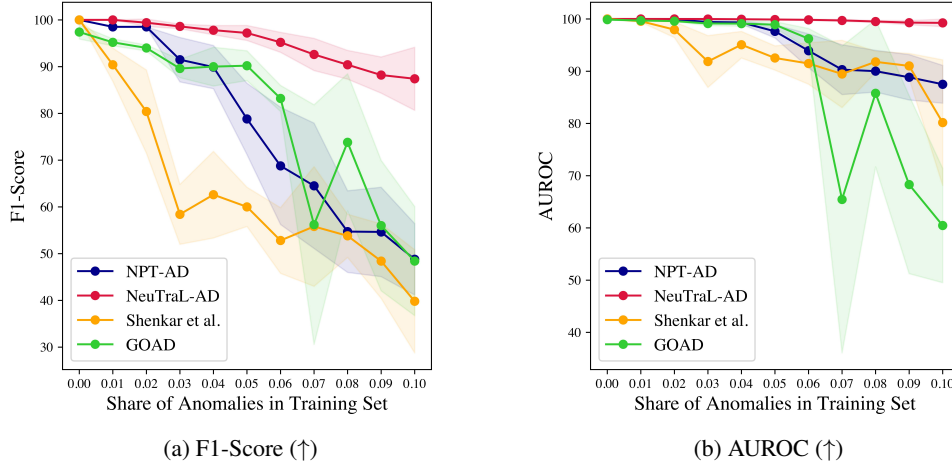 F1-Score
100
90
80
70
60
50
40
30
NPT-AD
NeuTraL-AD
Shenkar et al.
GOAD
0.00 0.01 0.02 0.03 0.04 0.05 0.06 0.07 0.08 0.09 0.10
Share of Anomalies in Training Set
(a) F1-Score (↑)
AUROC
100
90
80
70
60
50
40
NPT-AD
NeuTraL-AD
Shenkar et al.
GOAD
0.00 0.01 0.02 0.03 0.04 0.05 0.06 0.07 0.08 0.09 0.10
Share of Anomalies in Training Set
(b) AUROC (↑)